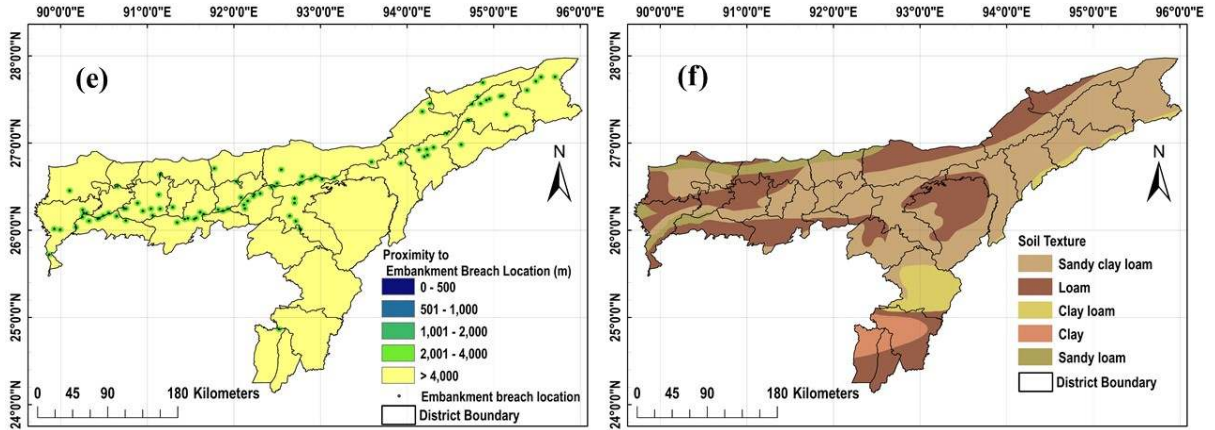 90°0'0"E 91°0'0"E 92°0'0"E 93°0'0"E 94°0'0"E 95°0'0"E 96°0'0"E
28°0'0"N
27°0'0"N
26°0'0"N
25°0'0"N
24°0'0"N
(e)
N
Proximity to
Embankment Breach Location (m)
0 - 500
501 - 1,000
1,001 - 2,000
2,001 - 4,000
> 4,000
Embankment breach location
District Boundary
0 45 90 180 Kilometers
90°0'0"E 91°0'0"E 92°0'0"E 93°0'0"E 94°0'0"E 95°0'0"E 96°0'0"E
28°0'0"N
27°0'0"N
26°0'0"N
25°0'0"N
24°0'0"N
(f)
N
Soil Texture
Sandy clay loam
Loam
Clay loam
Clay
Sandy loam
District Boundary
0 45 90 180 Kilometers